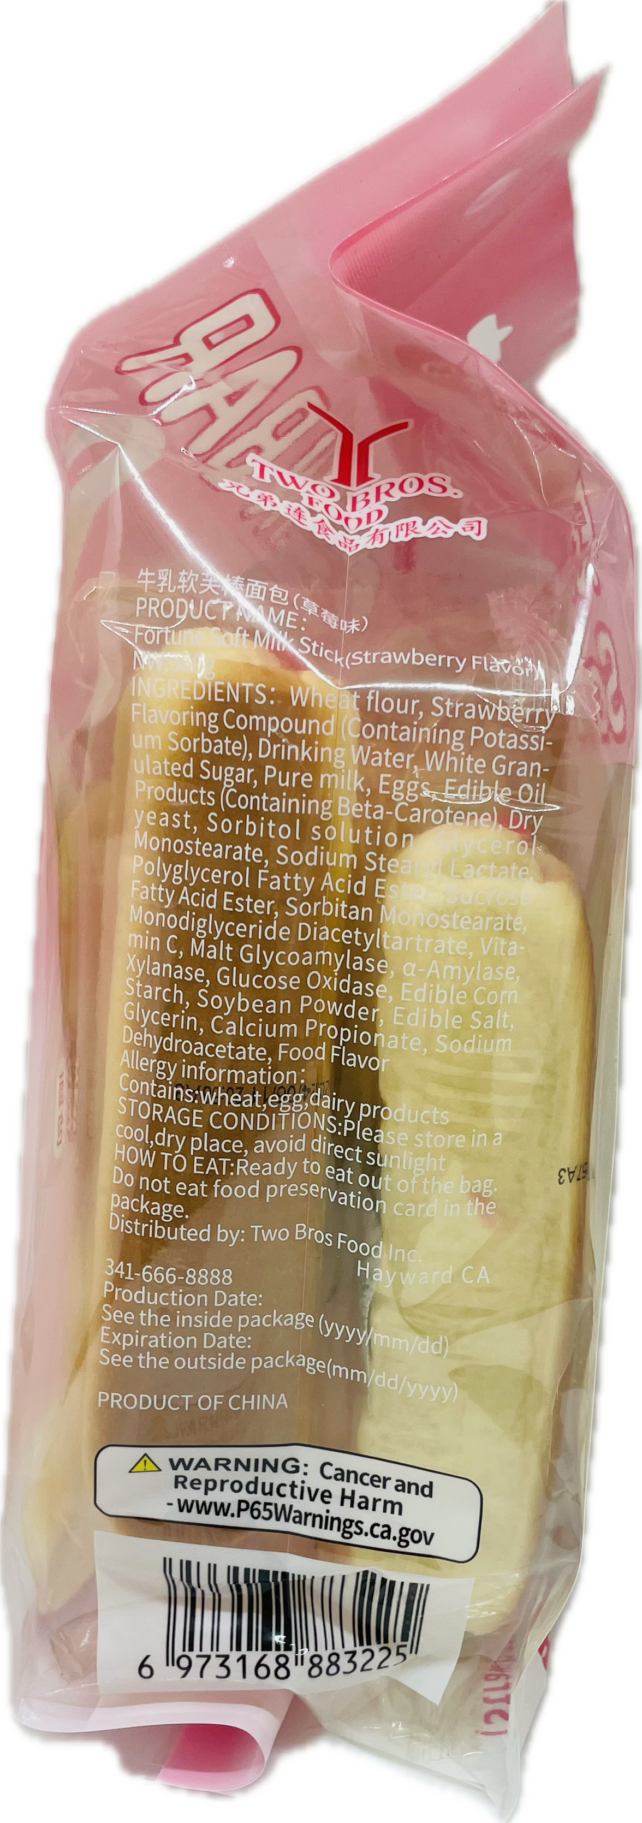 TWO BROS.
FOOD
兄弟连食品有限公司
牛乳软芙棒面包(草莓味)
PRODUCT NAME:
Fortune Soft Milk Stick(Strawberry Flavor)
INGREDIENTS: Wheat flour, Strawberry
Flavoring Compound (Containing Potassi-
um Sorbate), Drinking Water, White Gran-
ulated Sugar, Pure milk, Eggs, Edible Oil
Products (Containing Beta-Carotene), Dry
yeast, Sorbitol solution, Glycerol
Monostearate, Sodium Stearyl Lactate,
Polyglycerol Fatty Acid Ester, Sucrose
Fatty Acid Ester, Sorbitan Monostearate,
Monodiglyceride Diacetyltartrate, Vita-
min C, Malt Glycoamylase, α-Amylase,
Xylanase, Glucose Oxidase, Edible Corn
Starch, Soybean Powder, Edible Salt,
Glycerin, Calcium Propionate, Sodium
Dehydroacetate, Food Flavor
Allergy information:
Contains:wheat,egg,dairy products
STORAGE CONDITIONS:Please store in a
cool,dry place, avoid direct sunlight
HOW TO EAT:Ready to eat out of the bag.
Do not eat food preservation card in the
package.
Distributed by: Two Bros Food,Inc.
Hayward CA
341-666-8888
Production Date:
See the inside package (yyyy/mm/dd)
Expiration Date:
See the outside package(mm/dd/yyyy)
PRODUCT OF CHINA
WARNING: Cancer and
Reproductive Harm
-www.P65Warnings.ca.gov
6 973168 883225